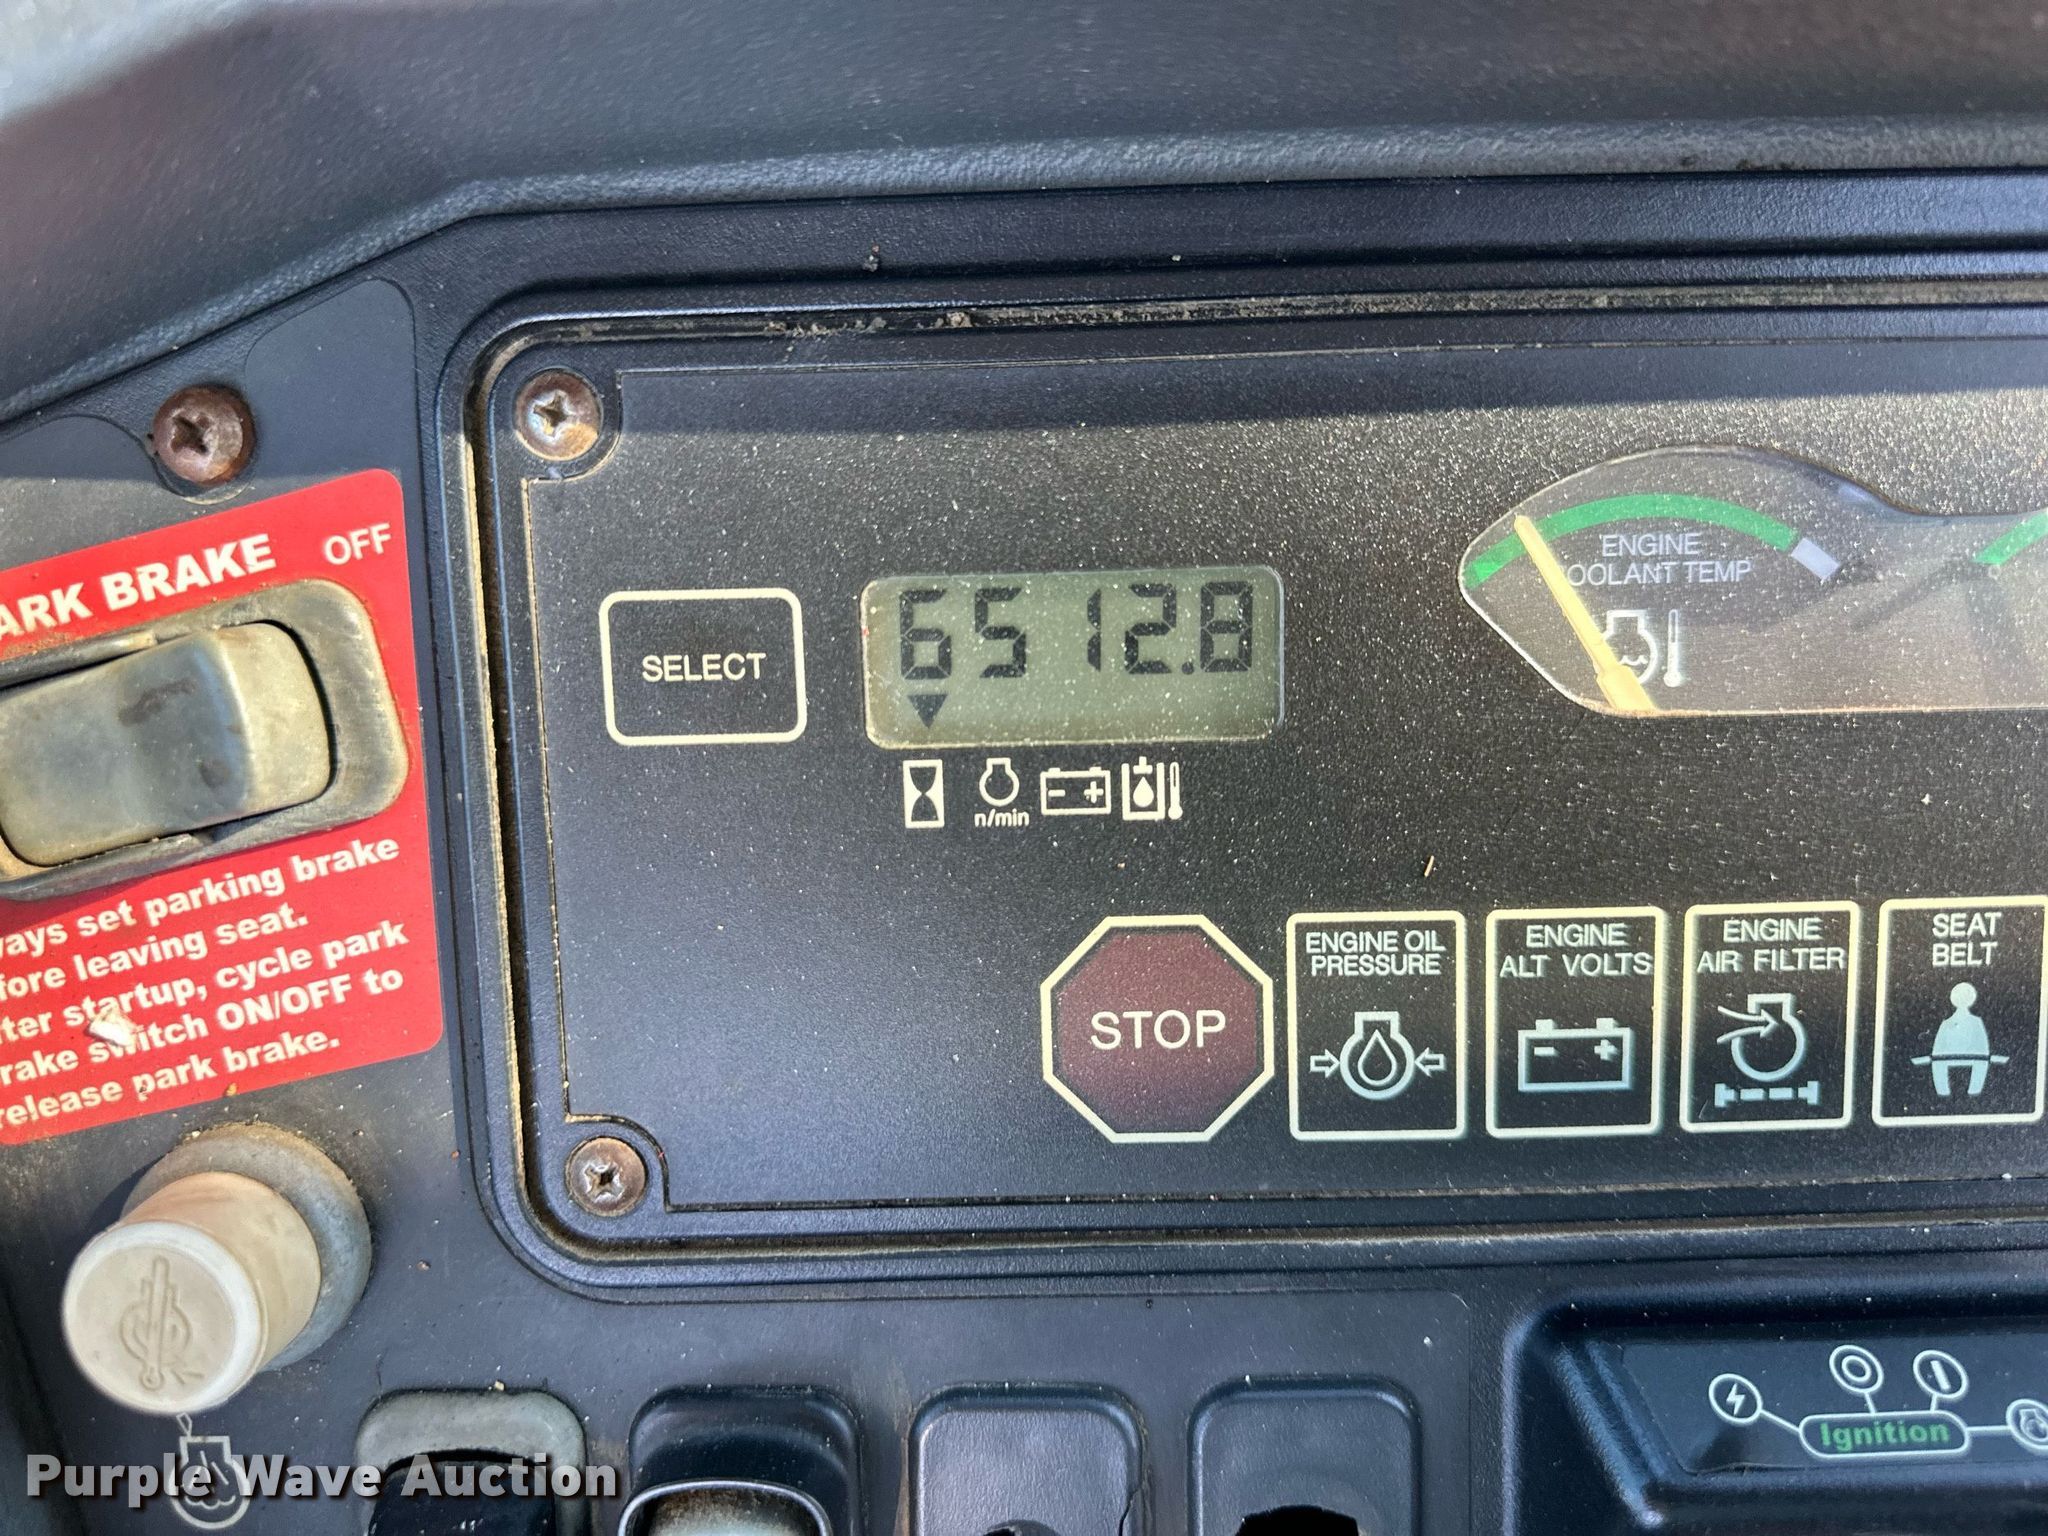 ARK BRAKE OFF
ways set parking brake
fore leaving seat.
ter startup, cycle park
rake switch ON/OFF to
release park brake.
SELECT
6512.8
n/min
ENGINE
OOLANT TEMP
STOP
ENGINE OIL
PRESSURE
ENGINE
ALT VOLTS
ENGINE
AIR FILTER
SEAT
BELT
Ignition
Purple Wave Auction